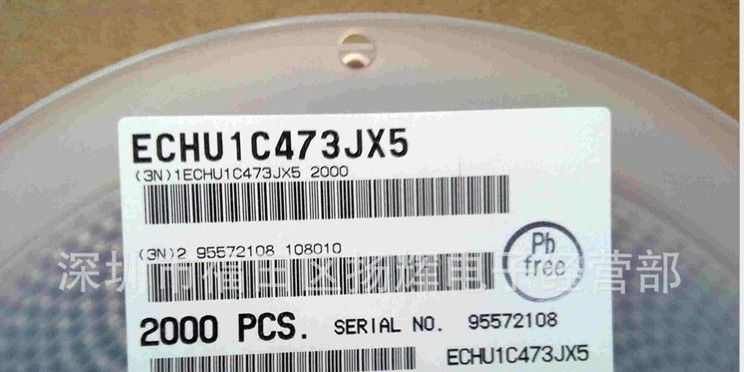 ECHU1C473JX5
(3N)1ECHU1C473JX5 2000
(3N)2 95572108 108010
Pb
free
深圳市福田区扬辉电子经营部
2000 PCS. SERIAL NO. 95572108
ECHU1C473JX5